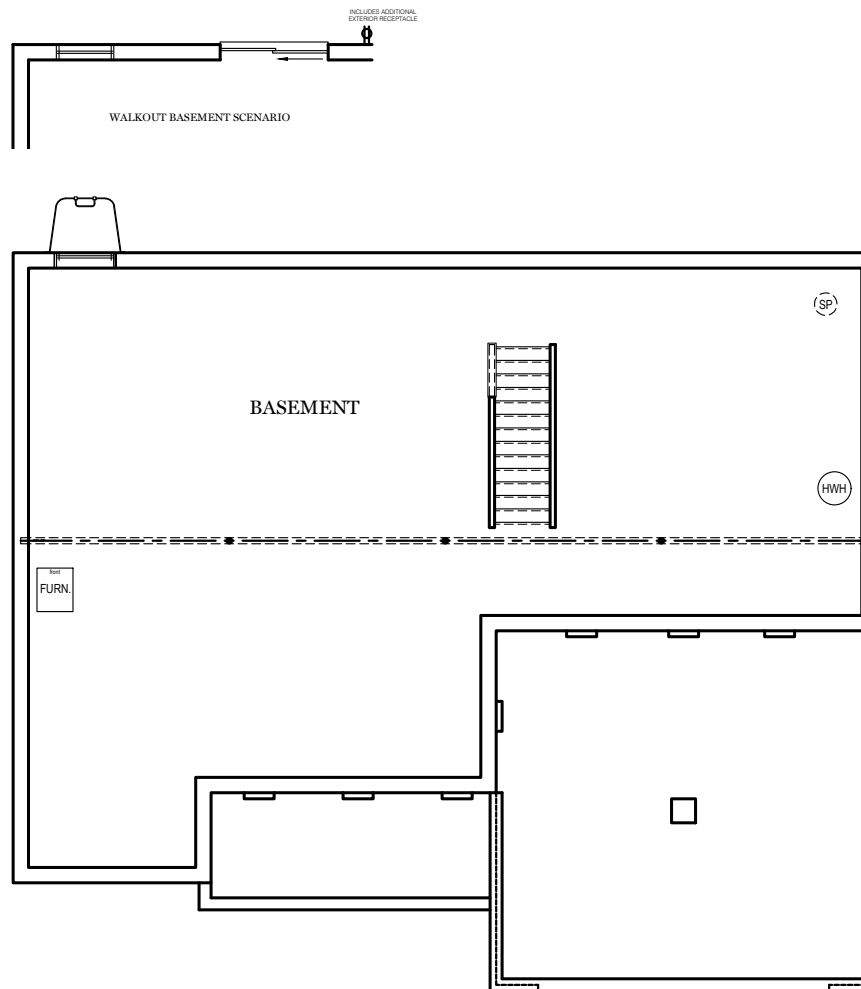 INCLUDES ADDITIONAL
EXTERIOR RECEPTACLE
WALKOUT BASEMENT SCENARIO
SP
BASEMENT
HWH
front
FURN.